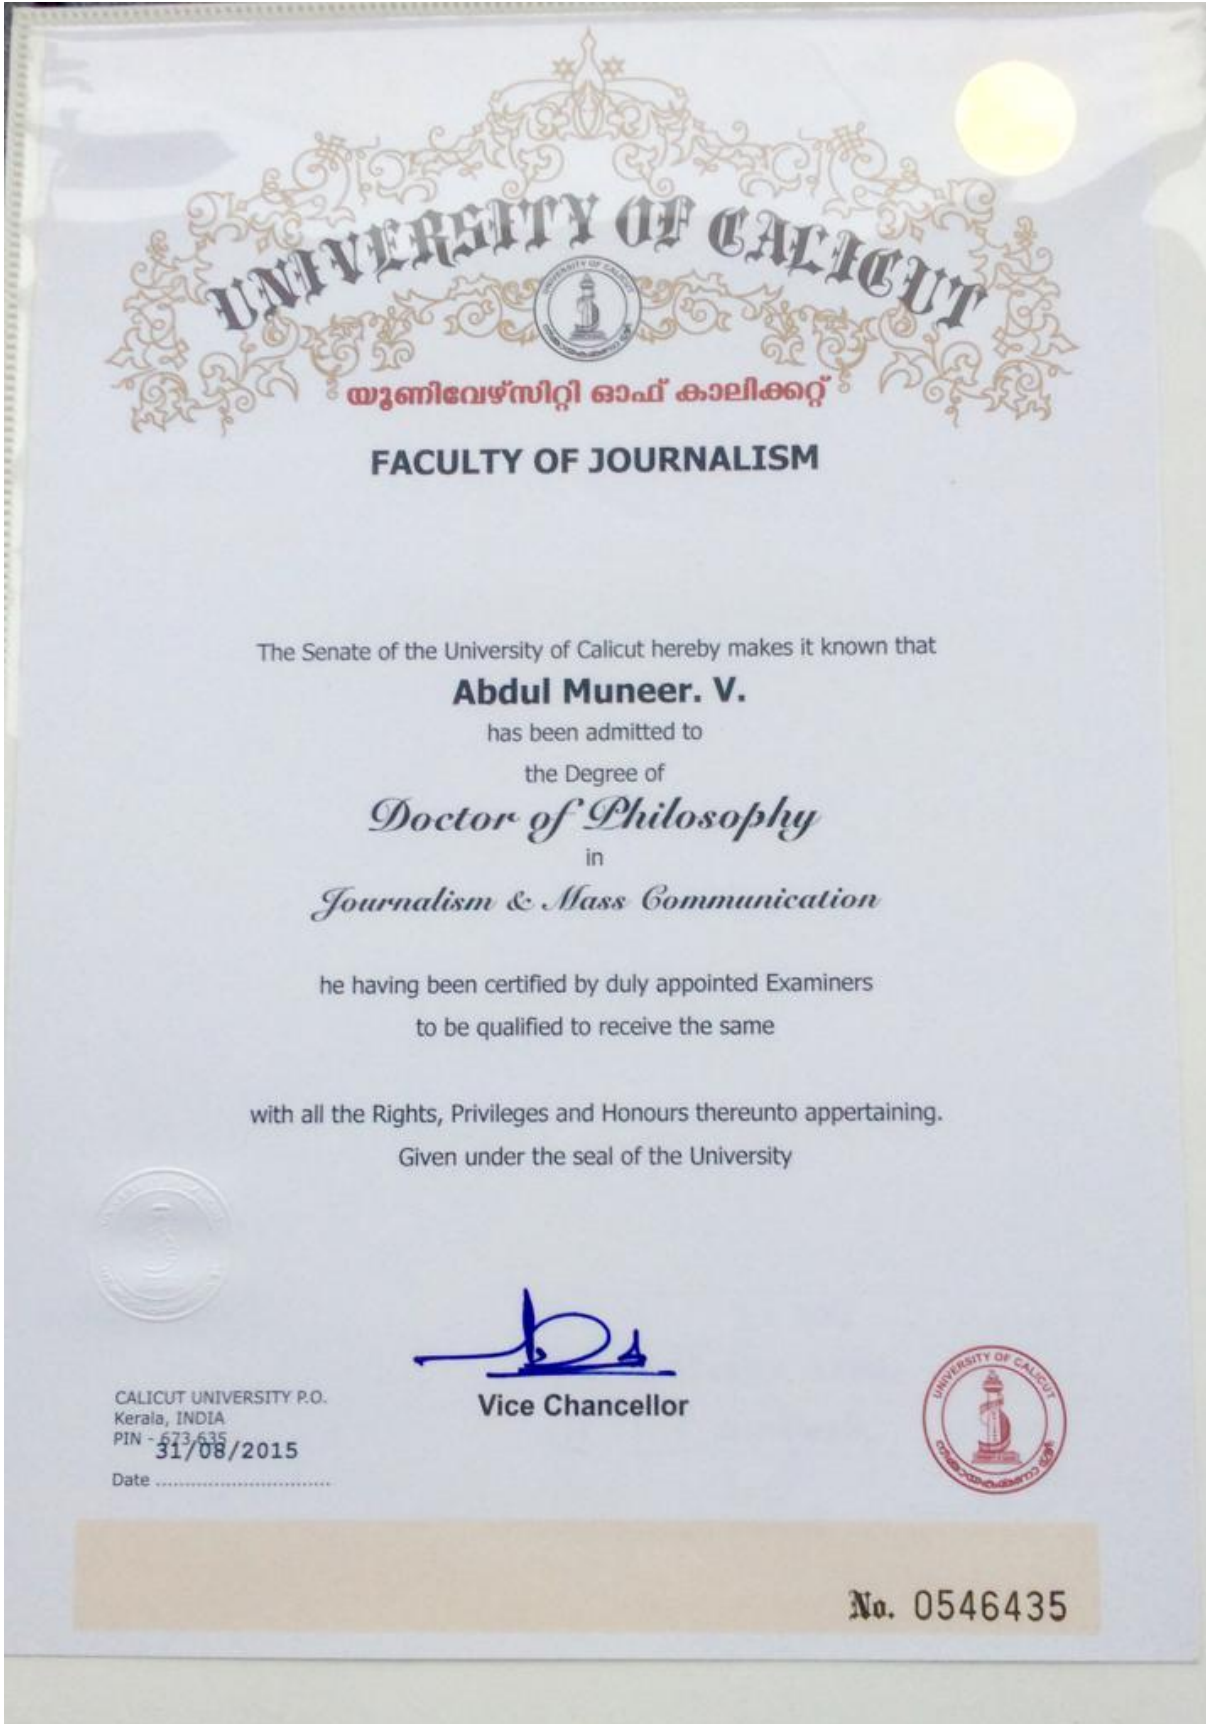 UNIVERSITY OF CALICUT
UNIVERSITY OF CALICUT
യൂണിവേഴ്സിറ്റി ഓഫ് കാലിക്കറ്റ്
FACULTY OF JOURNALISM
The Senate of the University of Calicut hereby makes it known that
Abdul Muneer. V.
has been admitted to
the Degree of
Doctor of Philosophy
in
Journalism & Mass Communication
he having been certified by duly appointed Examiners
to be qualified to receive the same
with all the Rights, Privileges and Honours thereunto appertaining.
Given under the seal of the University
Vice Chancellor
CALICUT UNIVERSITY P.O.
Kerala, INDIA
PIN - 673 635
31/08/2015
Date ...............................
UNIVERSITY OF CALICUT
No. 0546435